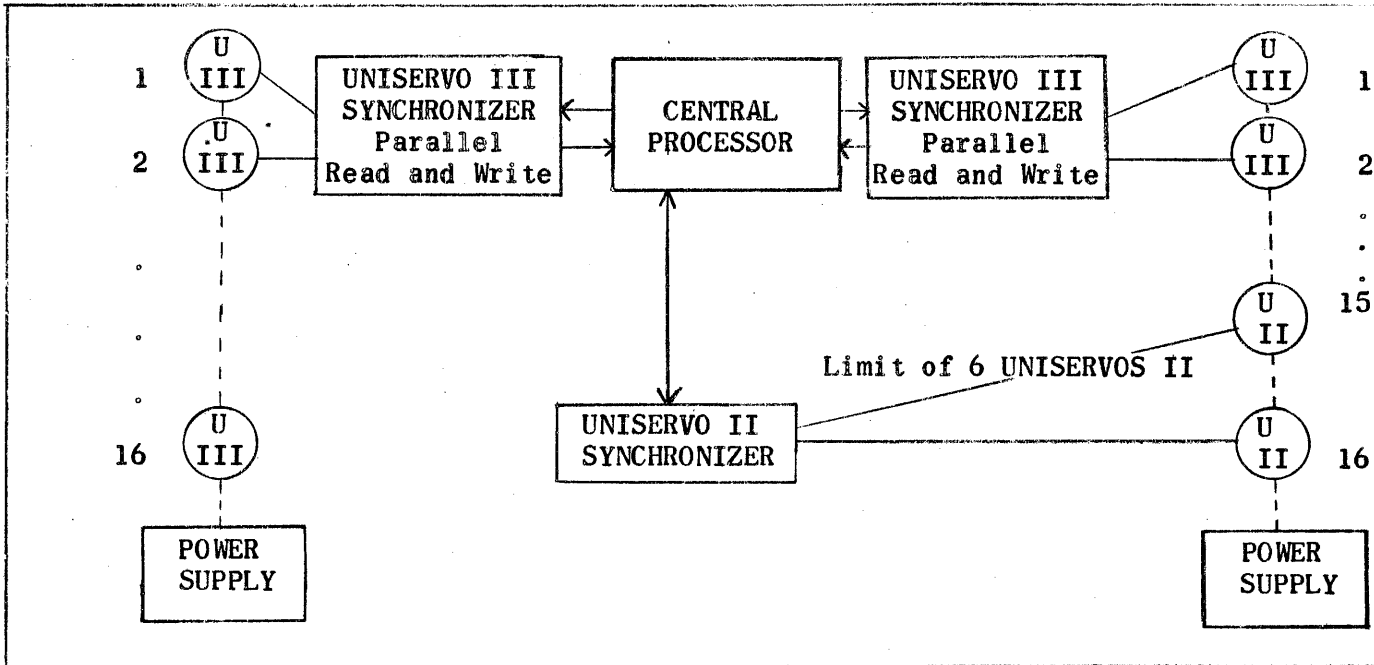 U
III
1
U
III
2
16
U
III
POWER
SUPPLY
UNISERVO III
SYNCHRONIZER
Parallel
Read and Write
CENTRAL
PROCESSOR
UNISERVO III
SYNCHRONIZER
Parallel
Read and Write
U
III
1
U
III
2
U
II
15
Limit of 6 UNISERVOS II
UNISERVO II
SYNCHRONIZER
U
II
16
POWER
SUPPLY